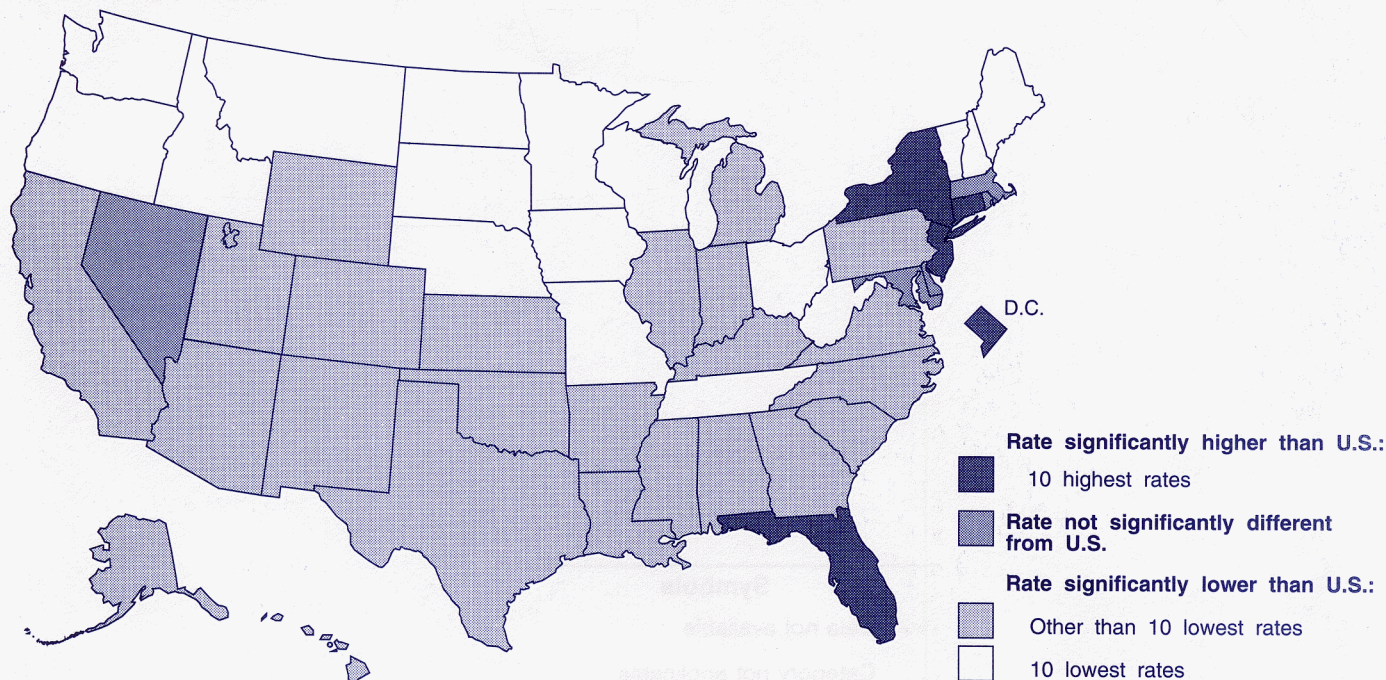 D.C.
Rate significantly higher than U.S.:
10 highest rates
Rate not significantly different
from U.S.
Rate significantly lower than U.S.:
Other than 10 lowest rates
10 lowest rates